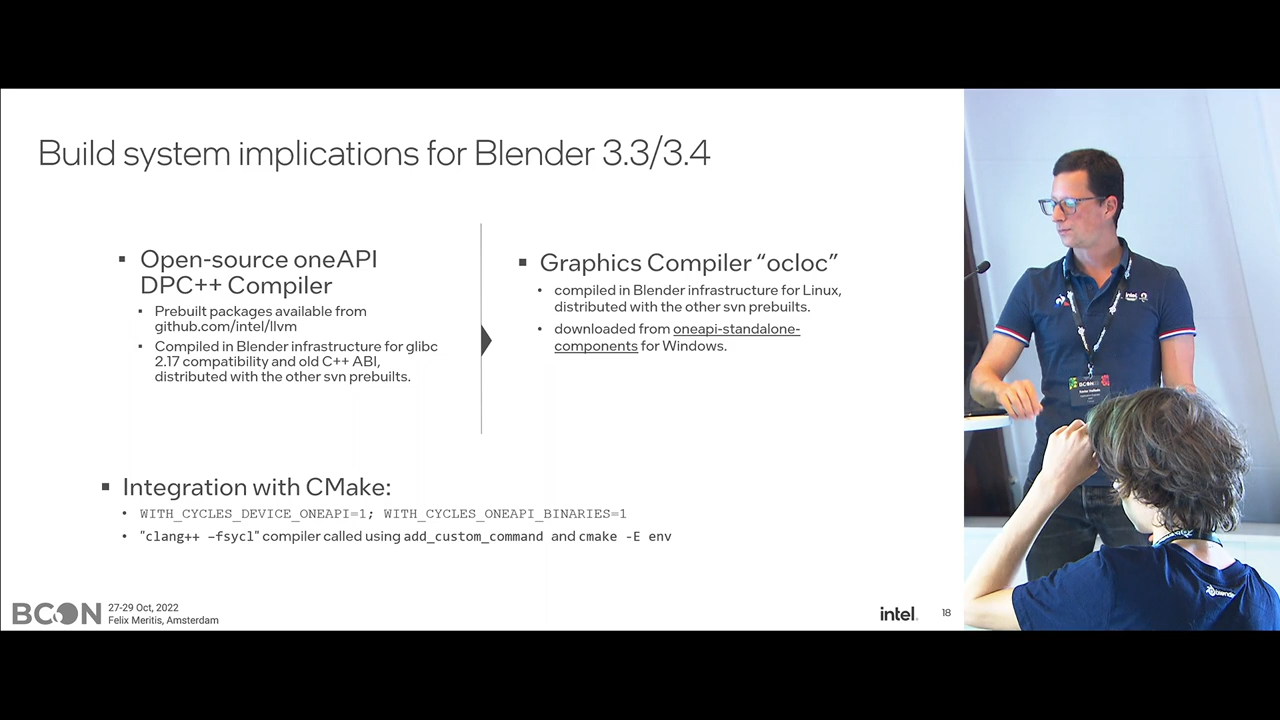 Build system implications for Blender 3.3/3.4
▪ Open-source oneAPI
DPC++ Compiler
• Prebuilt packages available from
github.com/intel/llvm
• Compiled in Blender infrastructure for glibc
2.17 compatibility and old C++ ABI,
distributed with the other svn prebuilts.
▪ Graphics Compiler “ocloc”
• compiled in Blender infrastructure for Linux,
distributed with the other svn prebuilts.
• downloaded from oneapi-standalone-
components for Windows.
▪ Integration with CMake:
• WITH_CYCLES_DEVICE_ONEAPI=1; WITH_CYCLES_ONEAPI_BINARIES=1
• "clang++ –fsycl" compiler called using add_custom_command and cmake -E env
BCON
27-29 Oct, 2022
Felix Meritis, Amsterdam
intel.
18
intel
BCON
blender